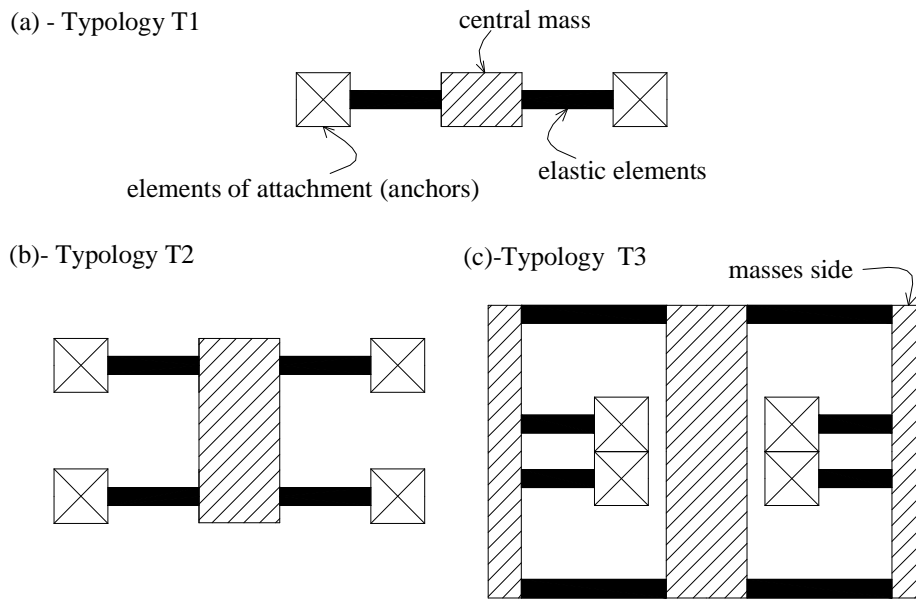 (a) - Typology T1
central mass
elements of attachment (anchors)
elastic elements
(b)- Typology T2
(c)-Typology T3
masses side